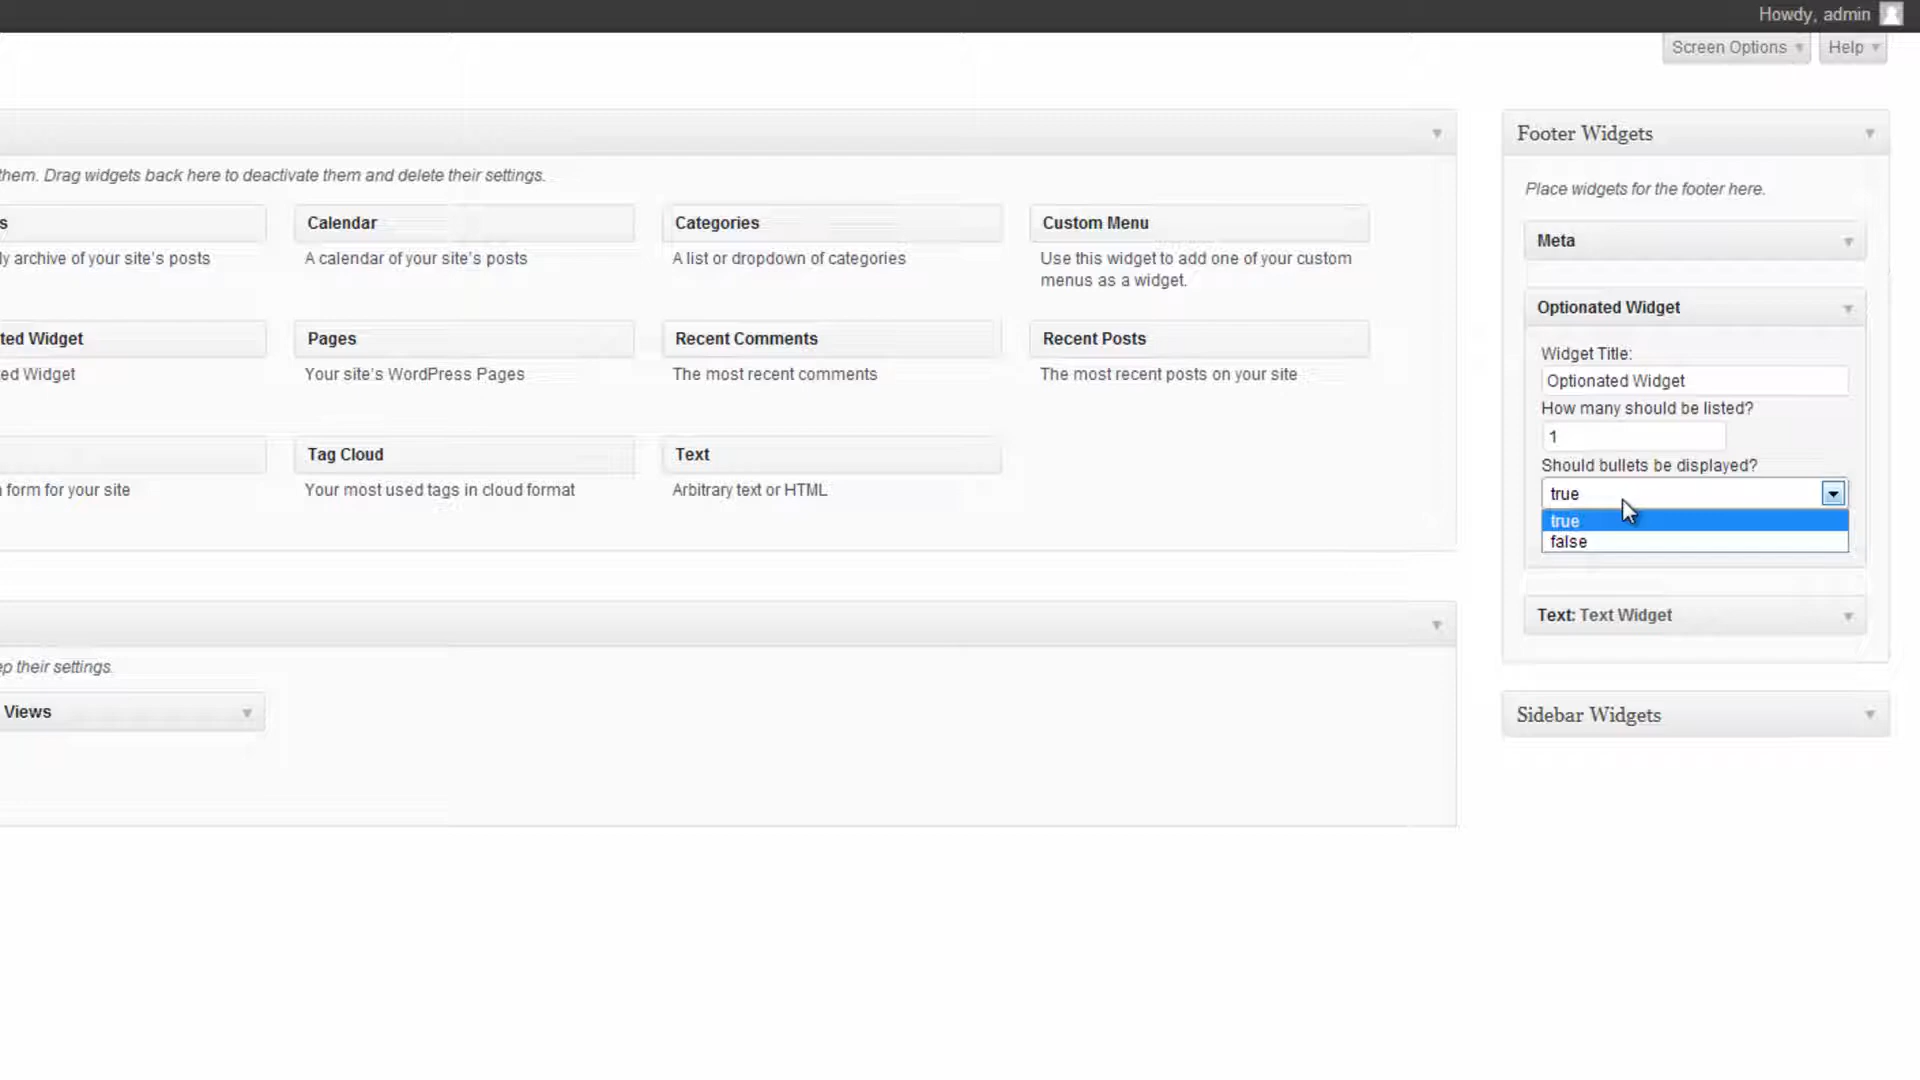 Howdy, admin
Screen Options
Help
them. Drag widgets back here to deactivate them and delete their settings.
s
Calendar
Categories
Custom Menu
ly archive of your site's posts
A calendar of your site's posts
A list or dropdown of categories
Use this widget to add one of your custom
menus as a widget.
ted Widget
Pages
Recent Comments
Recent Posts
ed Widget
Your site's WordPress Pages
The most recent comments
The most recent posts on your site
Tag Cloud
Text
form for your site
Your most used tags in cloud format
Arbitrary text or HTML
ep their settings.
Views
Footer Widgets
Place widgets for the footer here.
Meta
Optionated Widget
Widget Title:
Optionated Widget
How many should be listed?
1
Should bullets be displayed?
true
true
false
Text: Text Widget
Sidebar Widgets